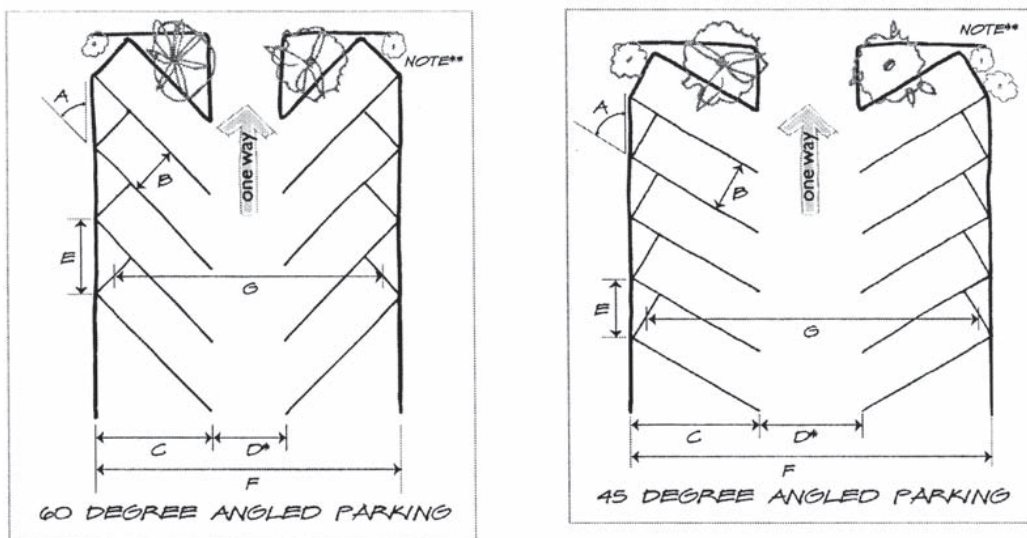 NOTE**
A
B
one way
E
G
C
D*
F
60 DEGREE ANGLED PARKING
NOTE**
A
B
one way
E
G
C
D*
F
45 DEGREE ANGLED PARKING